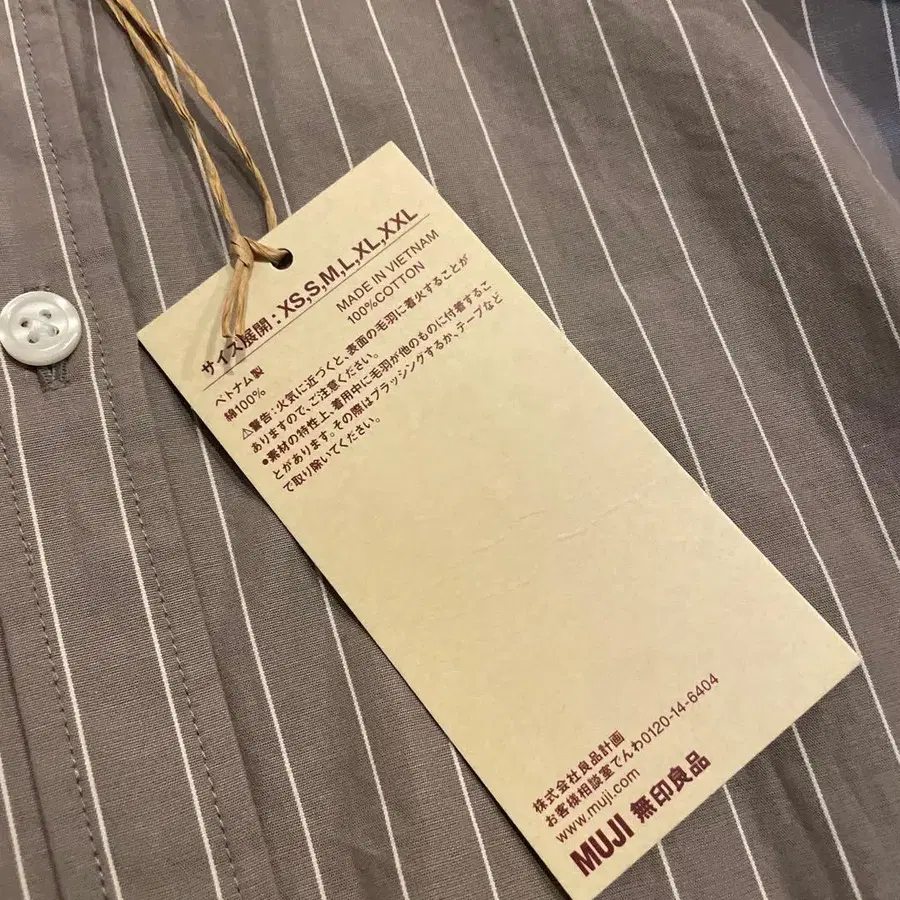 サイズ展開：XS,S,M,L,XL,XXL
ベトナム製
綿100%
MADE IN VIETNAM
100%COTTON
⚠警告：火気に近づくと、表面の毛羽に着火することが
ありますので、ご注意ください。
●素材の特性上、着用中に毛羽が他のものに付着するこ
とがあります。その際はブラッシングするか、テープなど
で取り除いてください。
株式会社良品計画
お客様相談室でんわ0120-14-6404
www.muji.com
MUJI 無印良品